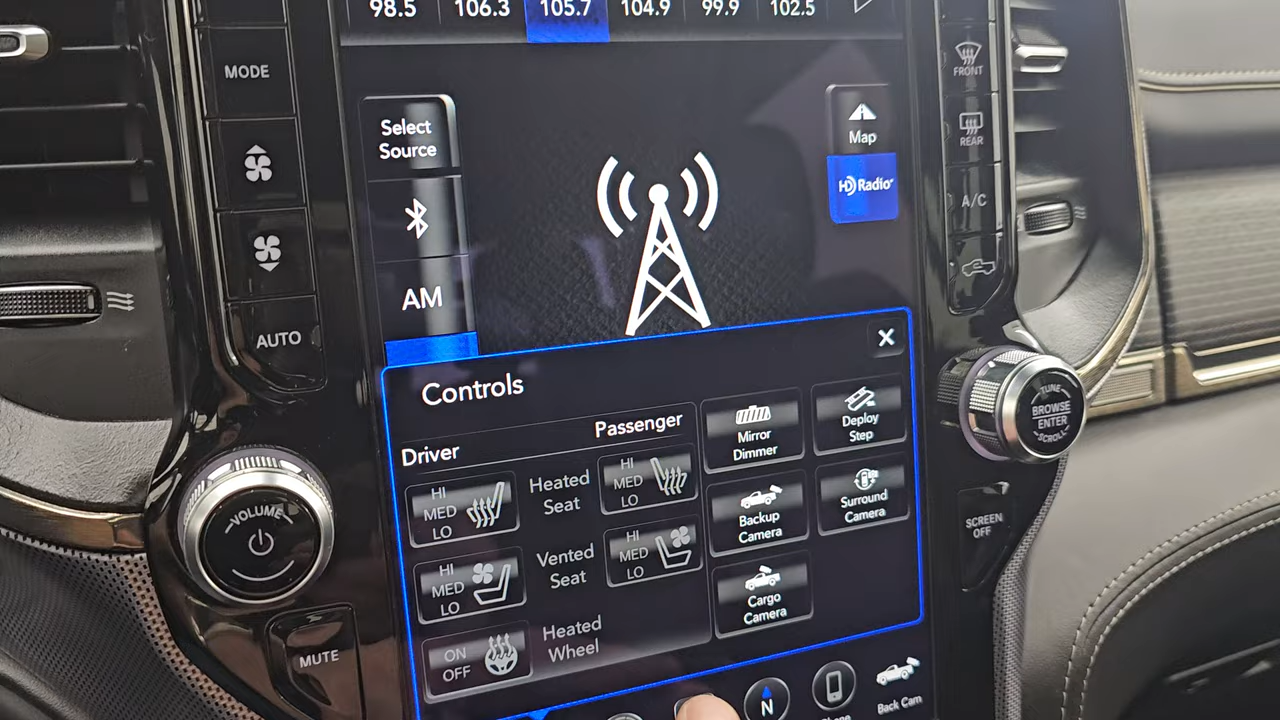 98.5 106.3 105.7 104.9 99.9 102.5
MODE
AUTO
VOLUME
MUTE
Select
Source
AM
Map
HD Radio
Controls
Driver
Passenger
HI
MED
LO
Heated
Seat
HI
MED
LO
HI
MED
LO
Vented
Seat
HI
MED
LO
ON
OFF
Heated
Wheel
Mirror
Dimmer
Deploy
Step
Backup
Camera
Surround
Camera
Cargo
Camera
N
Back Cam
FRONT
REAR
A/C
TUNE
BROWSE
ENTER
SCROLL
SCREEN
OFF